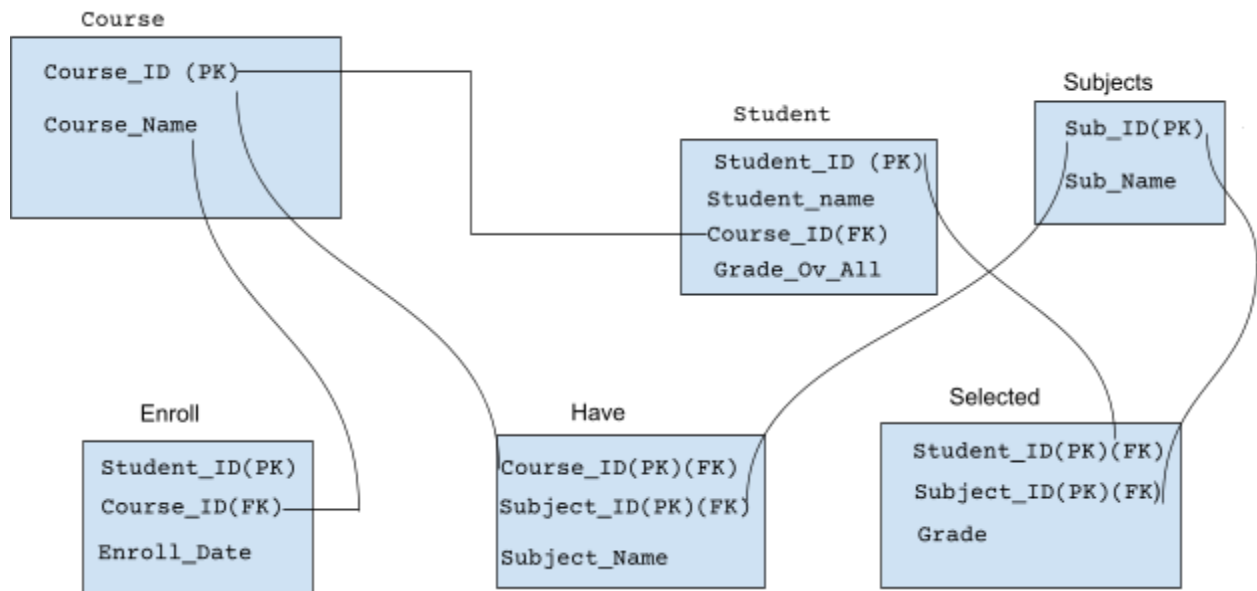 Course
Course_ID (PK)
Course_Name
Student
Student_ID (PK)
Student_name
Course_ID(FK)
Grade_Ov_All
Subjects
Sub_ID(PK)
Sub_Name
Enroll
Student_ID(PK)
Course_ID(FK)
Enroll_Date
Have
Course_ID(PK)(FK)
Subject_ID(PK)(FK)
Subject_Name
Selected
Student_ID(PK)(FK)
Subject_ID(PK)(FK)
Grade